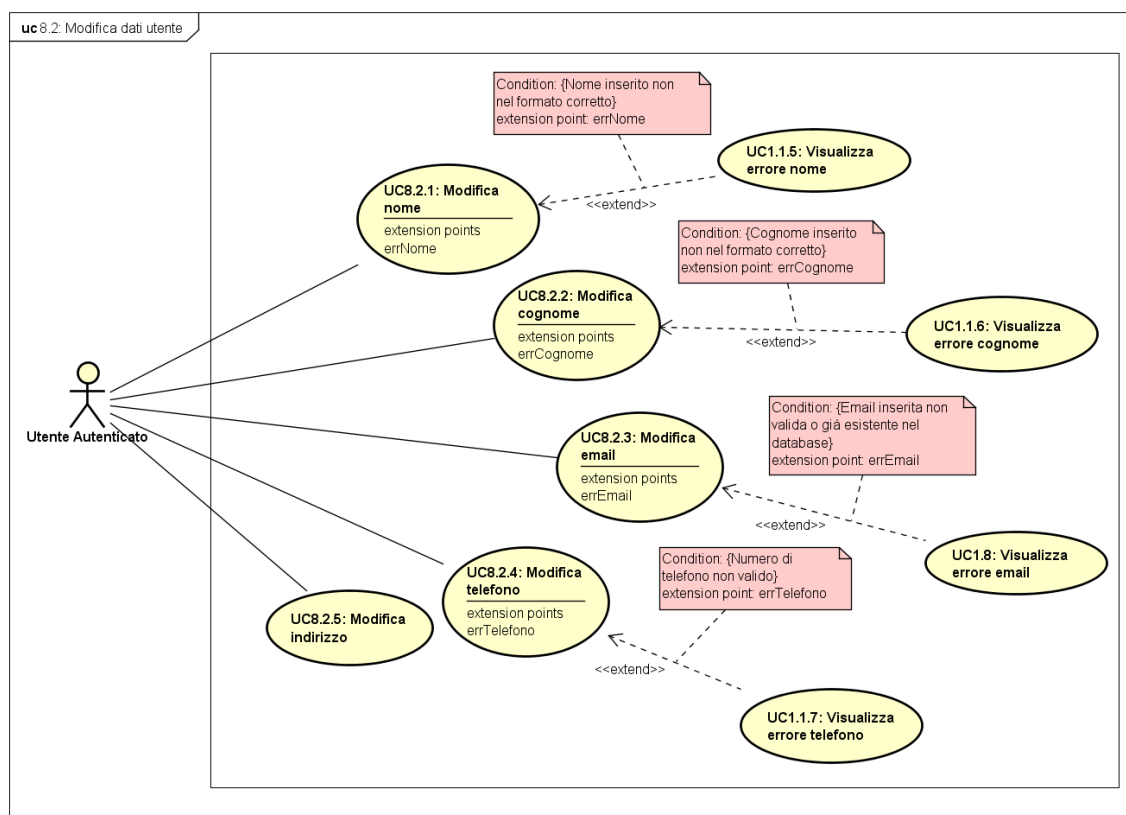 uc 8.2: Modifica dati utente
Condition: {Nome inserito non
nel formato corretto}
extension point: errNome
UC1.1.5: Visualizza
errore nome
UC8.2.1: Modifica
nome
extension points
errNome
<<extend>>
Condition: {Cognome inserito
non nel formato corretto}
extension point: errCognome
UC8.2.2: Modifica
cognome
extension points
errCognome
<<extend>>
UC1.1.6: Visualizza
errore cognome
Utente Autenticato
Condition: {Email inserita non
valida o già esistente nel
database}
extension point: errEmail
UC8.2.3: Modifica
email
extension points
errEmail
<<extend>>
UC1.8: Visualizza
errore email
Condition: {Numero di
telefono non valido}
extension point: errTelefono
UC8.2.4: Modifica
telefono
extension points
errTelefono
UC8.2.5: Modifica
indirizzo
<<extend>>
UC1.1.7: Visualizza
errore telefono